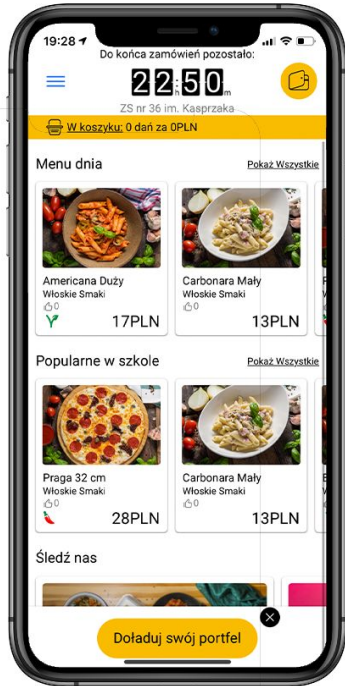 19:28
Do końca zamówień pozostało:
22h 50m
ZS nr 36 im. Kasprzaka
W koszyku: 0 dań za 0PLN
Menu dnia Pokaż Wszystkie
Americana Duży
Włoskie Smaki
0
17PLN
Carbonara Mały
Włoskie Smaki
0
13PLN
Popularne w szkole Pokaż Wszystkie
Praga 32 cm
Włoskie Smaki
0
28PLN
Carbonara Mały
Włoskie Smaki
0
13PLN
Śledź nas
Doładuj swój portfel